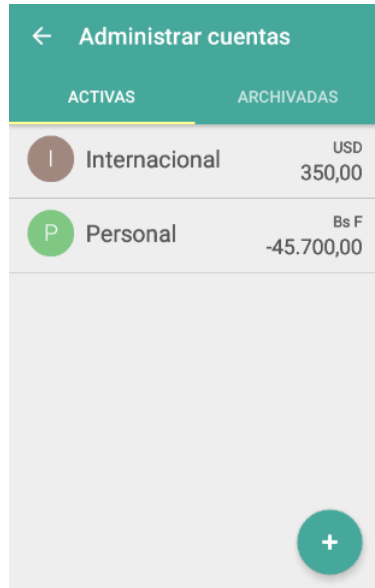 Administrar cuentas
ACTIVAS ARCHIVADAS
I Internacional USD 350,00
P Personal Bs F -45.700,00
+